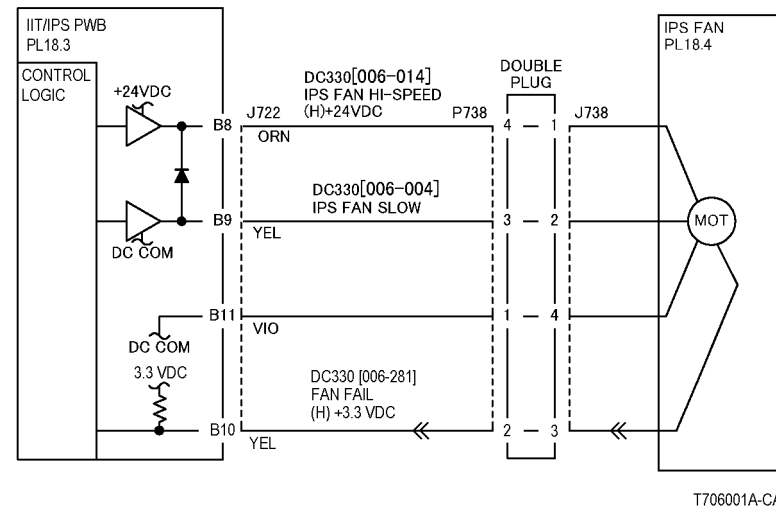 IIT/IPS PWB
PL18.3
CONTROL
LOGIC
+24VDC
B8
J722
ORN
DC330[006-014]
IPS FAN HI-SPEED
(H)+24VDC
P738
DOUBLE
PLUG
4 - 1
J738
IPS FAN
PL18.4
DC COM
B9
YEL
DC330[006-004]
IPS FAN SLOW
3 - 2
MOT
DC COM
B11
VIO
1 - 4
3.3 VDC
B10
YEL
DC330 [006-281]
FAN FAIL
(H) +3.3 VDC
2 - 3
T706001A-CA